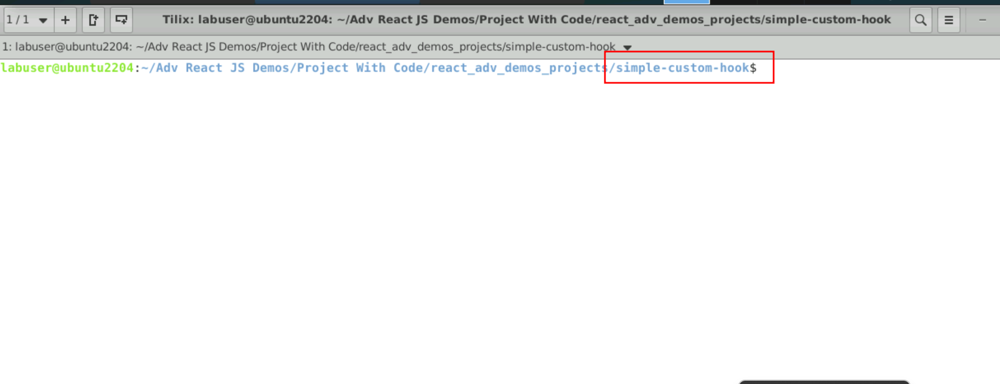 1 / 1 Tilix: labuser@ubuntu2204: ~/Adv React JS Demos/Project With Code/react_adv_demos_projects/simple-custom-hook
1: labuser@ubuntu2204: ~/Adv React JS Demos/Project With Code/react_adv_demos_projects/simple-custom-hook
labuser@ubuntu2204:~/Adv React JS Demos/Project With Code/react_adv_demos_projects/simple-custom-hook$